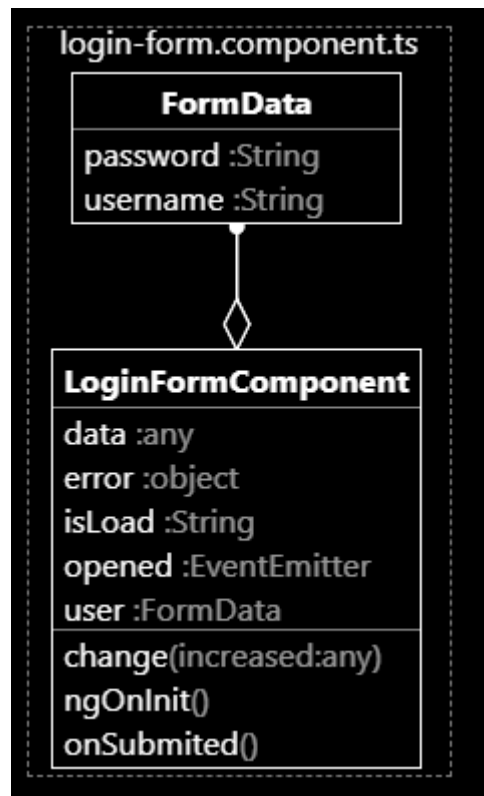 login-form.component.ts
FormData
password :String
username :String
LoginFormComponent
data :any
error :object
isLoad :String
opened :EventEmitter
user :FormData
change(increased:any)
ngOnInit()
onSubmited()